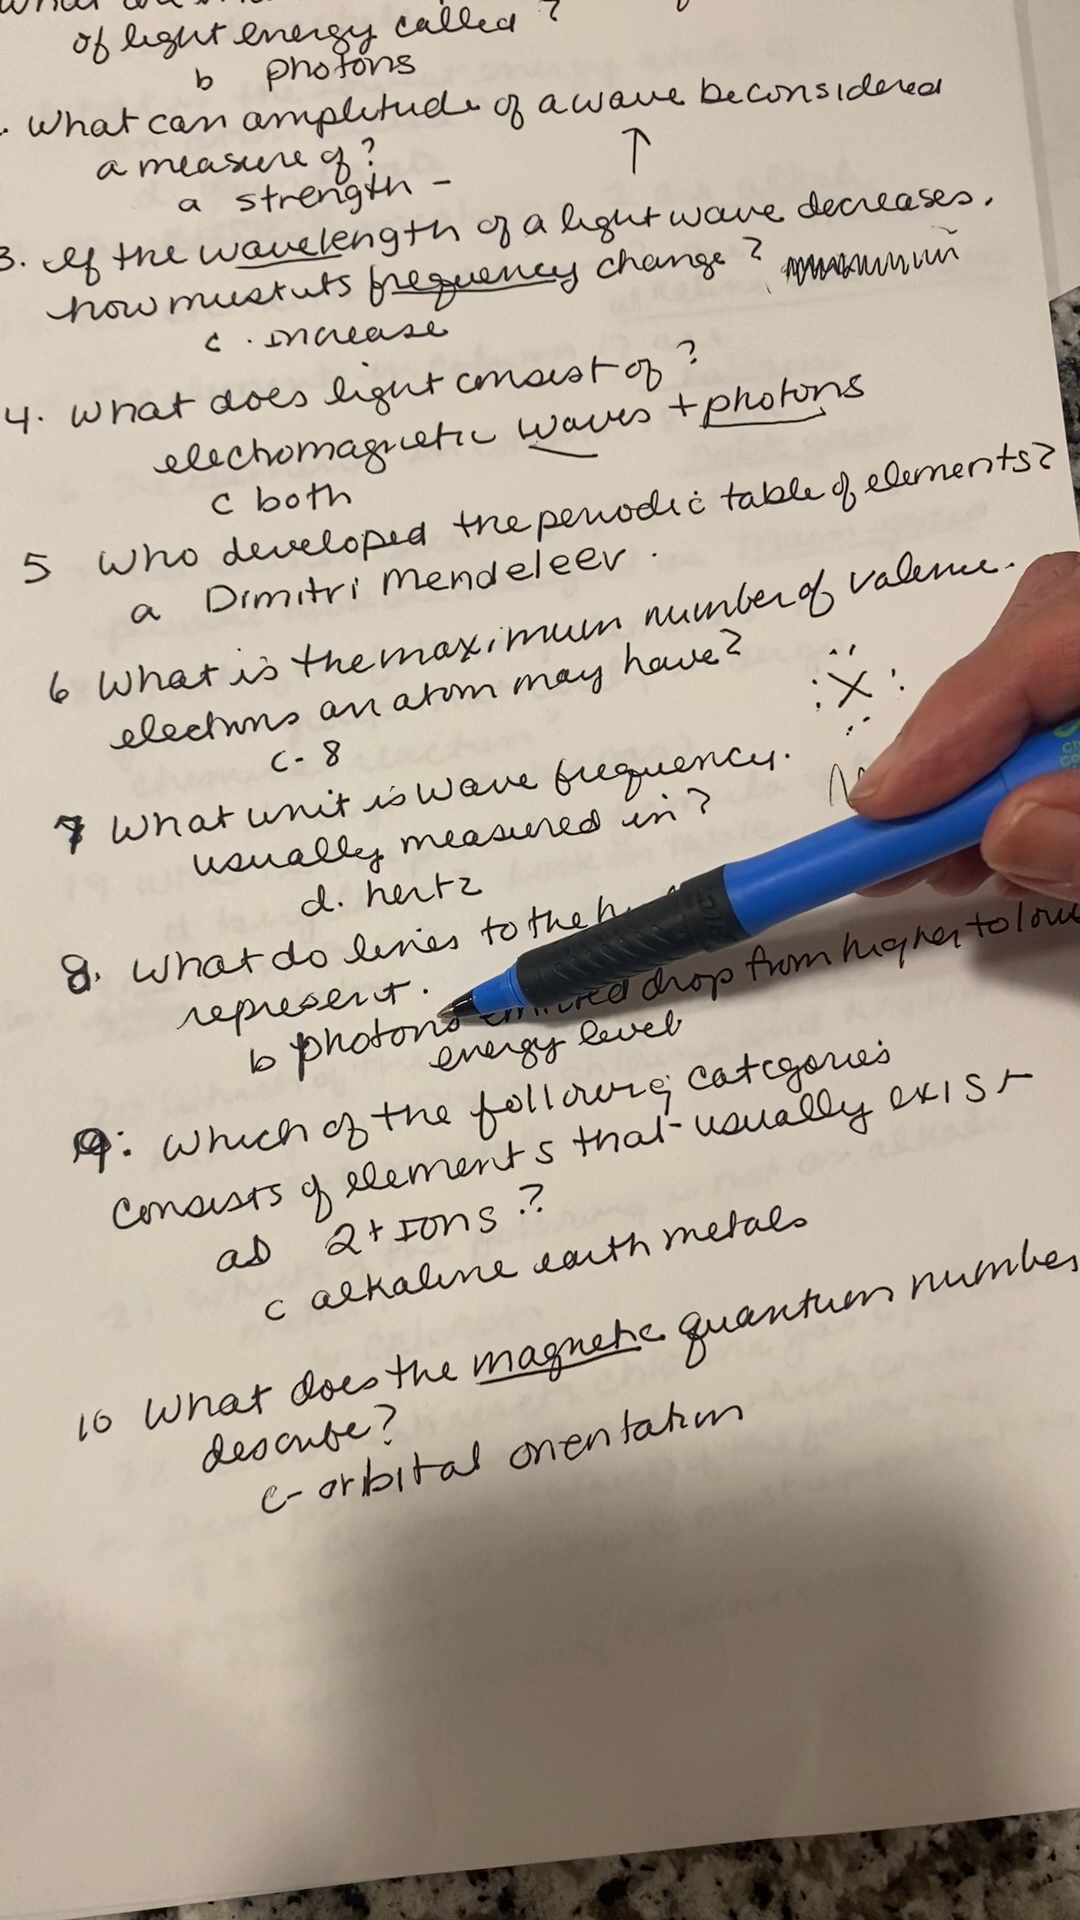 of light energy called?
b photons
. What can amplitude of a wave be considered
a measure of?
a strength -
3. If the wavelength of a light wave decreases.
how must its frequency change?
c. increase
4. What does light consist of?
electromagnetic waves + photons
c both
5 Who developed the periodic table of elements?
a Dimitri Mendeleev.
6 What is the maximum number of valence.
electrons an atom may have?
:X:
c- 8
7 What unit is wave frequency.
usually measured in?
d. hertz
8. What do lines to the
represent.
b photons emitted drop from higher to
energy level
9: Which of the following categories
consists of elements that usually exist
as 2+ ions?
c alkaline earth metals
10 What does the magnetic quantum number
describe?
c- orbital orientation